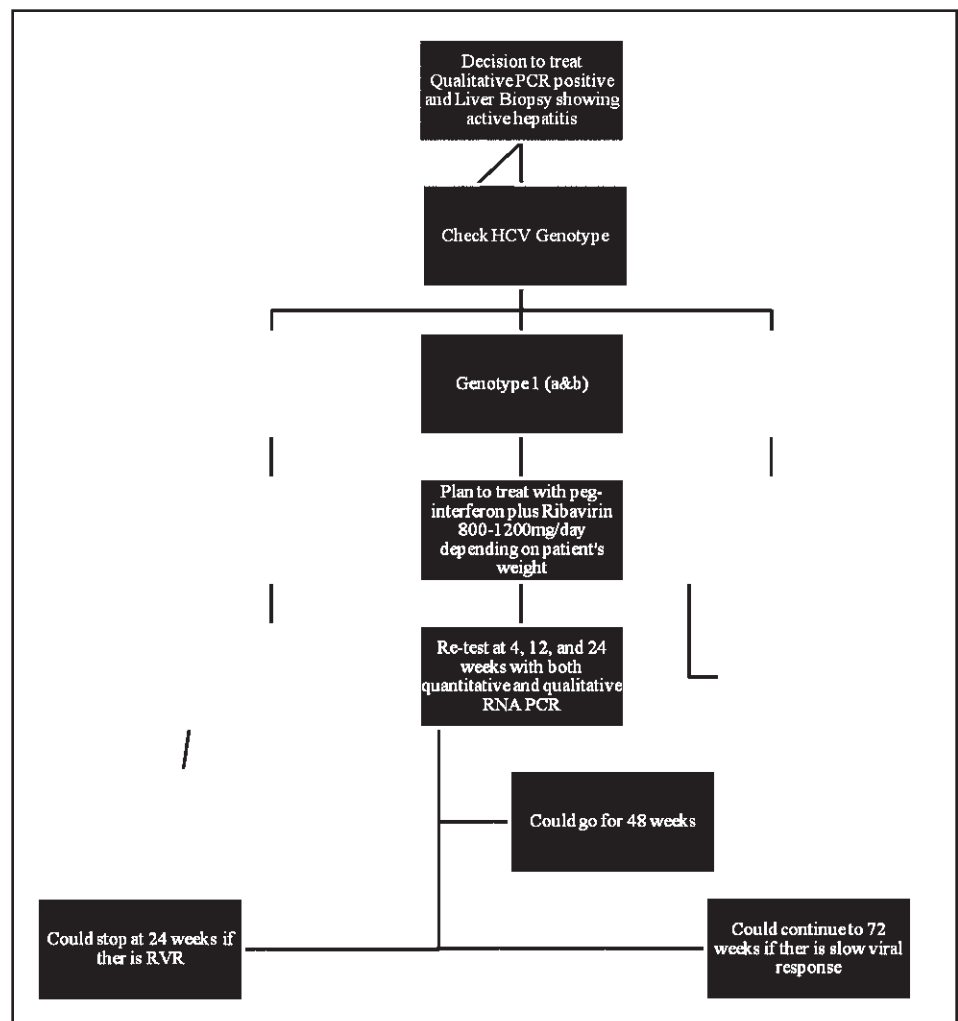 Decision to treat
Qualitative PCR positive
and Liver Biopsy showing
active hepatitis
Check HCV Genotype
Genotype 1 (a&b)
Plan to treat with peg-
interferon plus Ribavirin
800-1200mg/day
depending on patient's
weight
Re-test at 4, 12, and 24
weeks with both
quantitative and qualitative
RNA PCR
Could go for 48 weeks
Could stop at 24 weeks if
ther is RVR
Could continue to 72
weeks if ther is slow viral
response